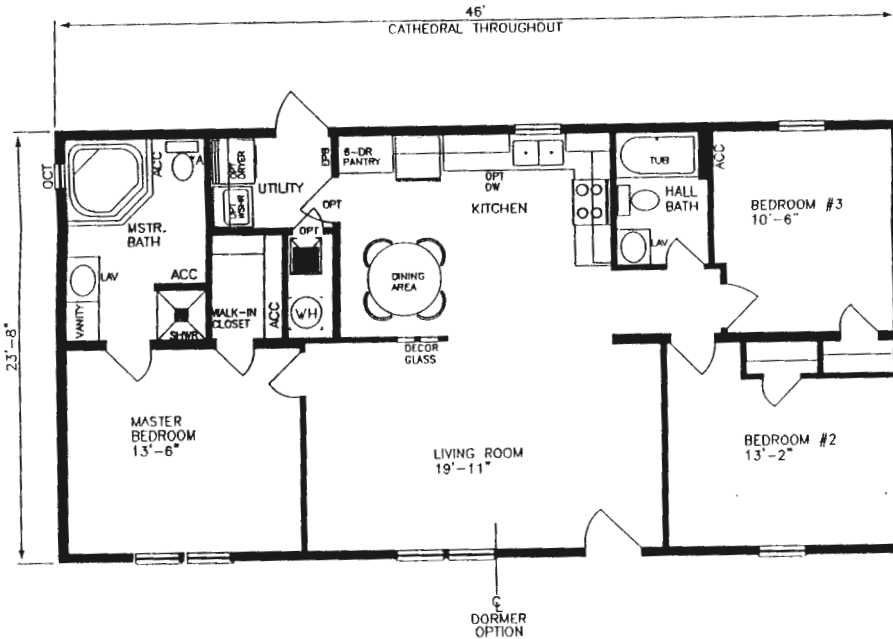 46'
CATHEDRAL THROUGHOUT
23'-8"
OCT
ACC
MSTR.
BATH
LAV
ACC
VANITY
SHWR
OPT
DRYER
OPT
WSHR
UTILITY
EPB
OPT
OPT
WALK-IN
CLOSET
ACC
WH
6-DR
PANTRY
OPT
DW
KITCHEN
DINING
AREA
DECOR
GLASS
TUB
HALL
BATH
LAV
ACC
BEDROOM #3
10'-6"
MASTER
BEDROOM
13'-6"
LIVING ROOM
19'-11"
BEDROOM #2
13'-2"
CL
DORMER
OPTION